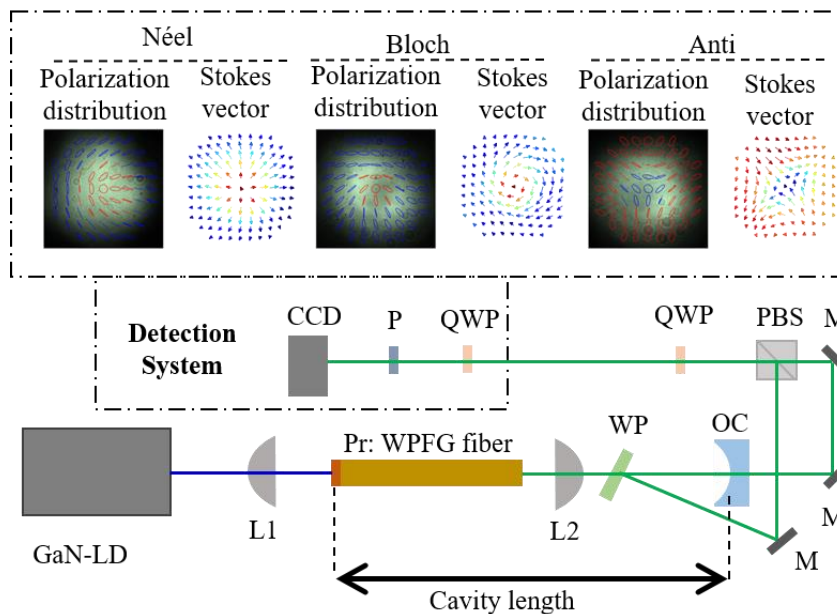 Néel
Bloch
Anti
Polarization
distribution
Stokes
vector
Polarization
distribution
Stokes
vector
Polarization
distribution
Stokes
vector
Detection
System
CCD
P
QWP
QWP
PBS
M
GaN-LD
L1
Pr: WPFG fiber
L2
WP
OC
M
M
Cavity length